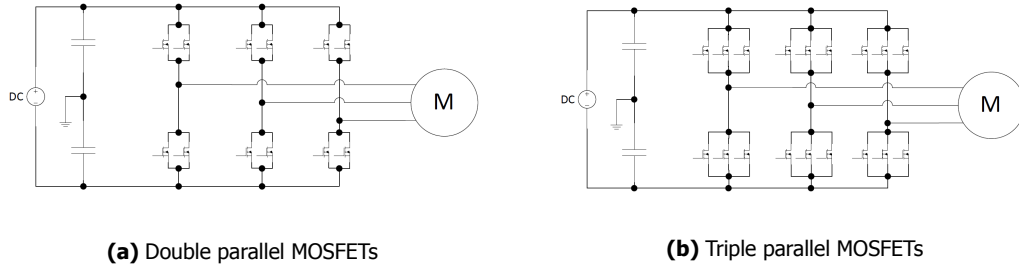 DC
M
(a) Double parallel MOSFETs
DC
M
(b) Triple parallel MOSFETs